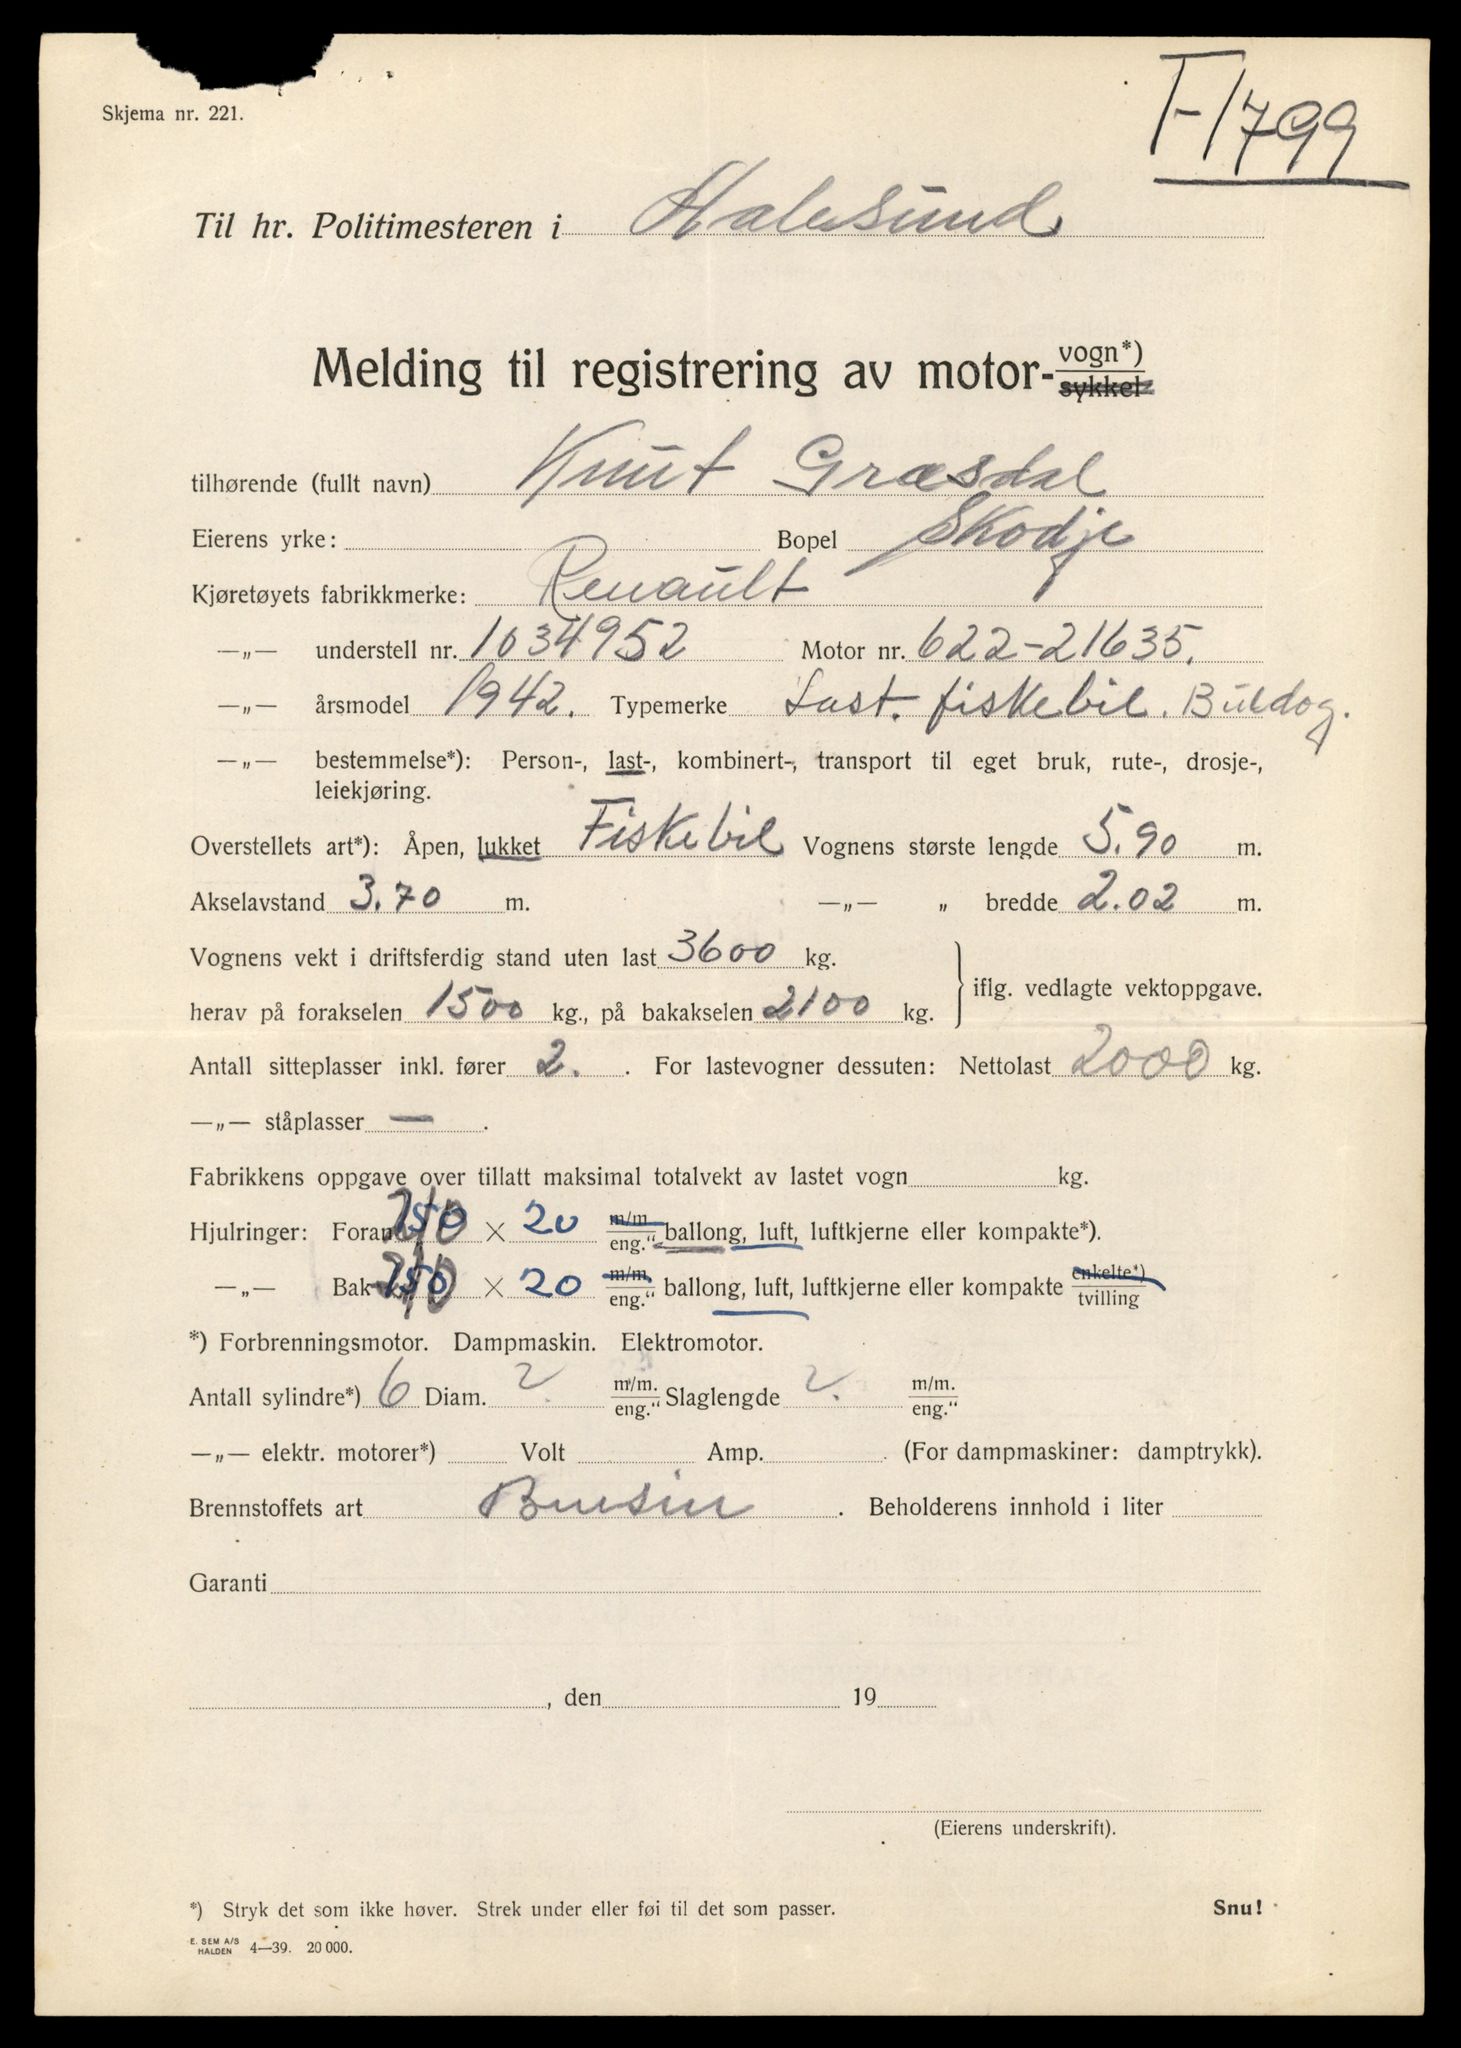 Skjema nr. 221.
T-1799
Til hr. Politimesteren i Aalesund
Melding til registrering av motor-vogn*)
sykkel
tilhørende (fullt navn) Knut Græsdal
Eierens yrke: Bopel Skodje
Kjøretøyets fabrikkmerke: Renault
—„— understell nr. 1034952 Motor nr. 622-21635.
—„— årsmodel 1942. Typemerke Last. fiskebil. Buldog.
—„— bestemmelse*): Person-, last-, kombinert-, transport til eget bruk, rute-, drosje-,
leiekjøring.
Overstellets art*): Åpen, lukket Fiskebil Vognens største lengde 5.90 m.
Akselavstand 3.70 m. —„— „ bredde 2.02 m.
Vognens vekt i driftsferdig stand uten last 3600 kg.
herav på forakselen 1500 kg., på bakakselen 2100 kg. iflg. vedlagte vektoppgave.
Antall sitteplasser inkl. fører 2. . For lastevogner dessuten: Nettolast 2000 kg.
—„— ståplasser — .
Fabrikkens oppgave over tillatt maksimal totalvekt av lastet vogn kg.
Hjulringer: Foran 750 × 20 m/m eng.“ ballong, luft, luftkjerne eller kompakte*).
—„— Bak 750 × 20 m/m eng.“ ballong, luft, luftkjerne eller kompakte enkelte*) tvilling
*) Forbrenningsmotor. Dampmaskin. Elektromotor.
Antall sylindre*) 6 Diam. m/m. eng.“ Slaglengde m/m. eng.“
—„— elektr. motorer*) Volt Amp. (For dampmaskiner: damptrykk).
Brennstoffets art Bensin . Beholderens innhold i liter
Garanti
, den 19
(Eierens underskrift).
*) Stryk det som ikke høver. Strek under eller føi til det som passer. Snu!
E. SEM A/S
HALDEN 4—39. 20 000.